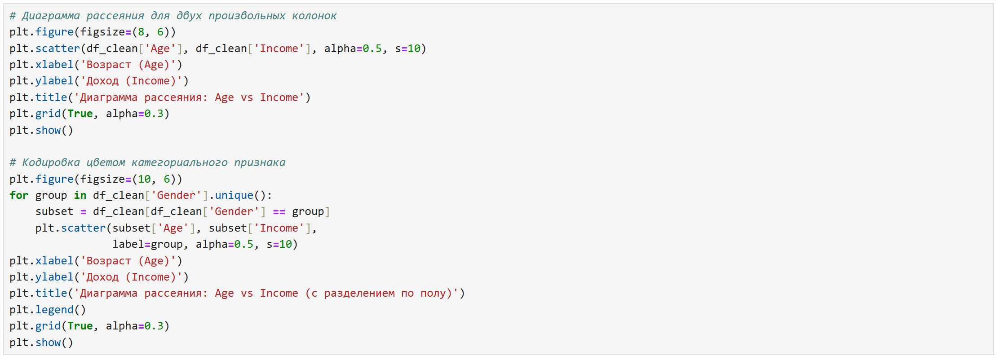 # Диаграмма рассеяния для двух произвольных колонок
plt.figure(figsize=(8, 6))
plt.scatter(df_clean['Age'], df_clean['Income'], alpha=0.5, s=10)
plt.xlabel('Возраст (Age)')
plt.ylabel('Доход (Income)')
plt.title('Диаграмма рассеяния: Age vs Income')
plt.grid(True, alpha=0.3)
plt.show()

# Кодировка цветом категориального признака
plt.figure(figsize=(10, 6))
for group in df_clean['Gender'].unique():
    subset = df_clean[df_clean['Gender'] == group]
    plt.scatter(subset['Age'], subset['Income'],
                label=group, alpha=0.5, s=10)
plt.xlabel('Возраст (Age)')
plt.ylabel('Доход (Income)')
plt.title('Диаграмма рассеяния: Age vs Income (с разделением по полу)')
plt.legend()
plt.grid(True, alpha=0.3)
plt.show()